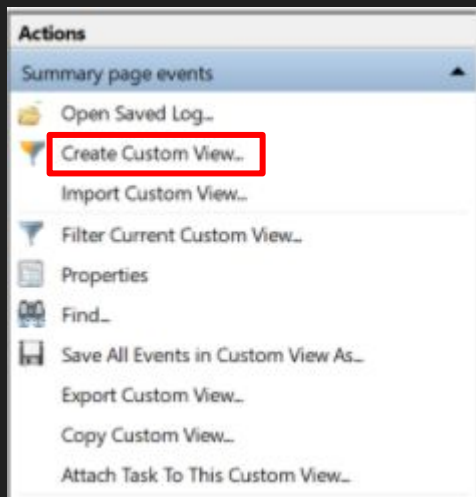 Actions
Summary page events
Open Saved Log...
Create Custom View...
Import Custom View...
Filter Current Custom View...
Properties
Find...
Save All Events in Custom View As...
Export Custom View...
Copy Custom View...
Attach Task To This Custom View...